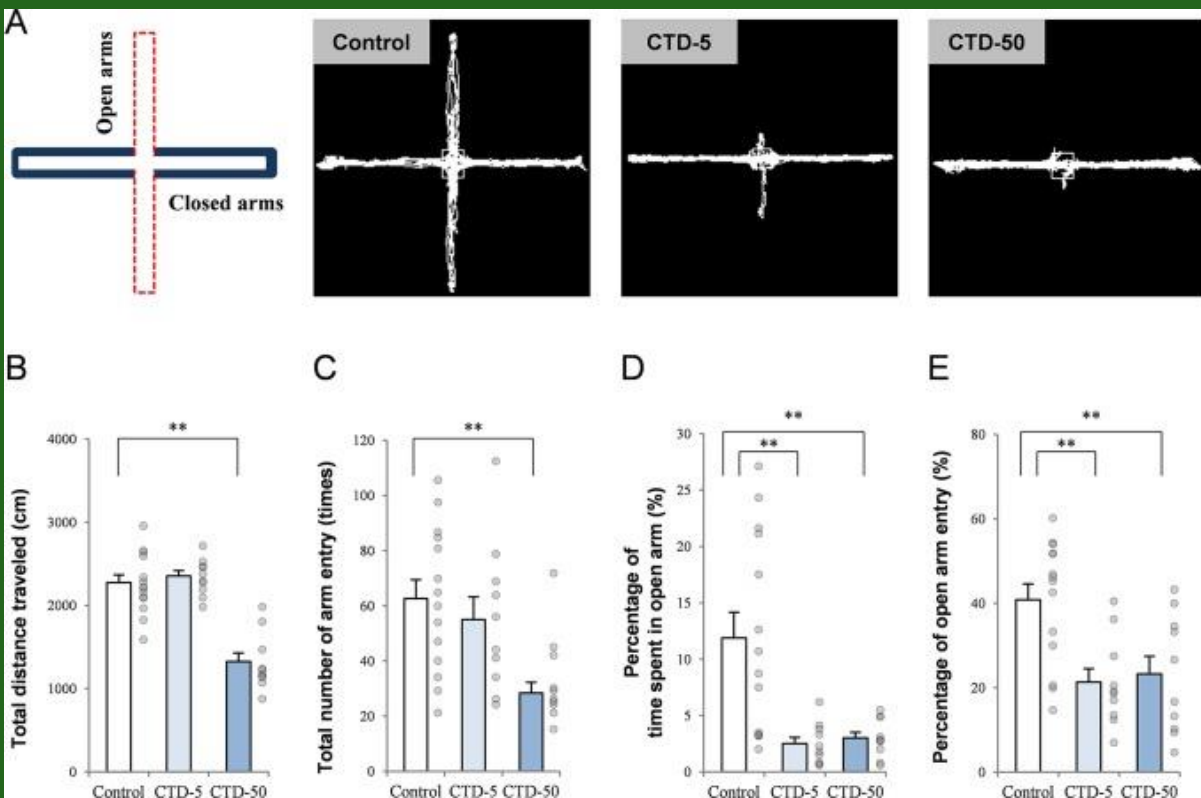 A
Open arms
Closed arms
Control
CTD-5
CTD-50
B
Total distance traveled (cm)
4000
3000
2000
1000
0
**
Control CTD-5 CTD-50
C
Total number of arm entry (times)
120
100
80
60
40
20
0
**
Control CTD-5 CTD-50
D
Percentage of
time spent in open arm (%)
30
25
20
15
10
5
0
**
**
Control CTD-5 CTD-50
E
Percentage of open arm entry (%)
80
60
40
20
0
**
**
Control CTD-5 CTD-50